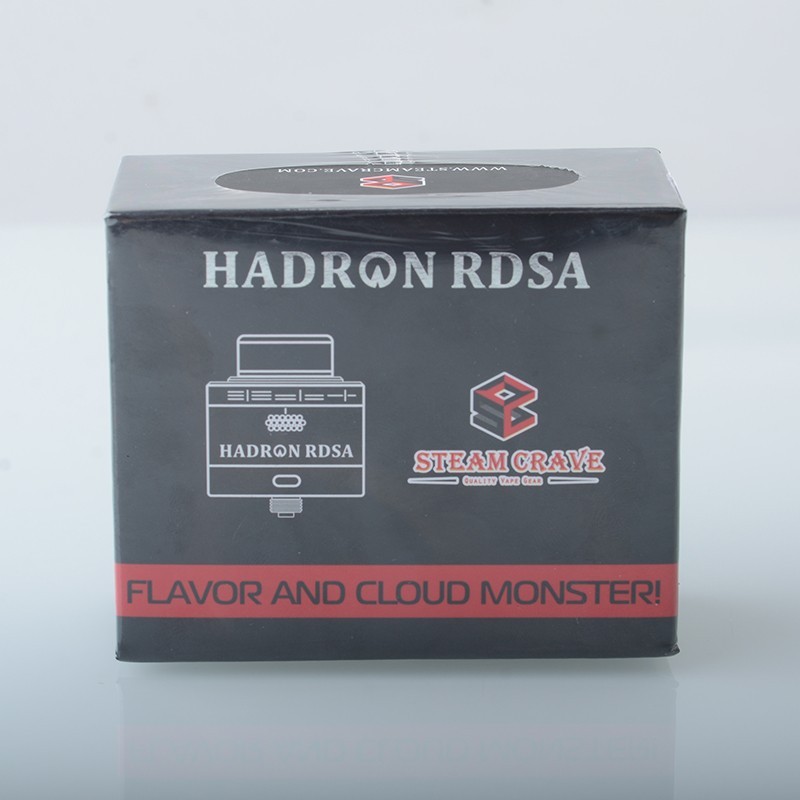 WWW.STEAMCRAVE.COM
HADRON RDSA
HADRON RDSA
STEAM CRAVE
QUALITY VAPE GEAR
FLAVOR AND CLOUD MONSTER!